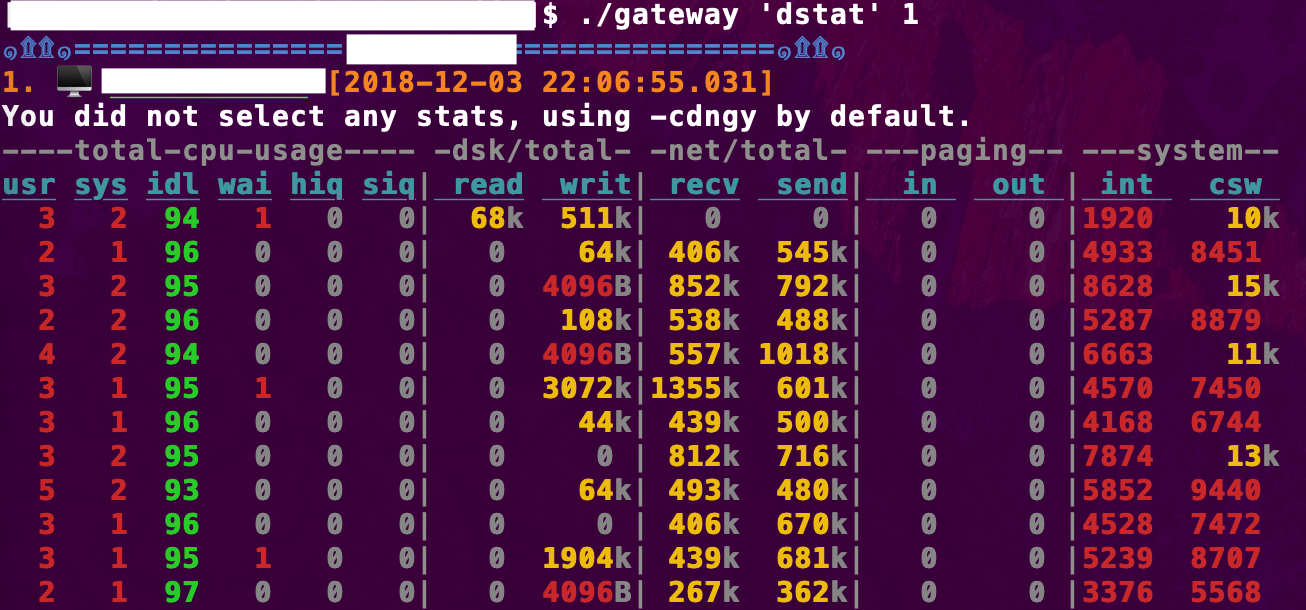 $ ./gateway 'dstat' 1
๑۩۩๑==============================๑۩۩๑
1. [2018-12-03 22:06:55.031]
You did not select any stats, using -cdngy by default.
----total-cpu-usage---- -dsk/total- -net/total- ---paging-- ---system--
usr sys idl wai hiq siq| read  writ| recv  send|  in   out | int   csw
  3   2  94   1   0   0|  68k  511k|   0     0 |   0     0 |1920    10k
  2   1  96   0   0   0|   0    64k| 406k  545k|   0     0 |4933  8451
  3   2  95   0   0   0|   0  4096B| 852k  792k|   0     0 |8628    15k
  2   2  96   0   0   0|   0   108k| 538k  488k|   0     0 |5287  8879
  4   2  94   0   0   0|   0  4096B| 557k 1018k|   0     0 |6663    11k
  3   1  95   1   0   0|   0  3072k|1355k  601k|   0     0 |4570  7450
  3   1  96   0   0   0|   0    44k| 439k  500k|   0     0 |4168  6744
  3   2  95   0   0   0|   0     0 | 812k  716k|   0     0 |7874    13k
  5   2  93   0   0   0|   0    64k| 493k  480k|   0     0 |5852  9440
  3   1  96   0   0   0|   0     0 | 406k  670k|   0     0 |4528  7472
  3   1  95   1   0   0|   0  1904k| 439k  681k|   0     0 |5239  8707
  2   1  97   0   0   0|   0  4096B| 267k  362k|   0     0 |3376  5568